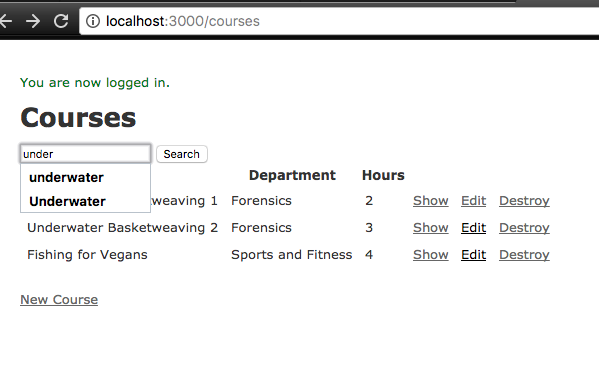 localhost:3000/courses
You are now logged in.
Courses
under Search
underwater
Underwater
Department Hours
weaving 1 Forensics 2 Show Edit Destroy
Underwater Basketweaving 2 Forensics 3 Show Edit Destroy
Fishing for Vegans Sports and Fitness 4 Show Edit Destroy
New Course